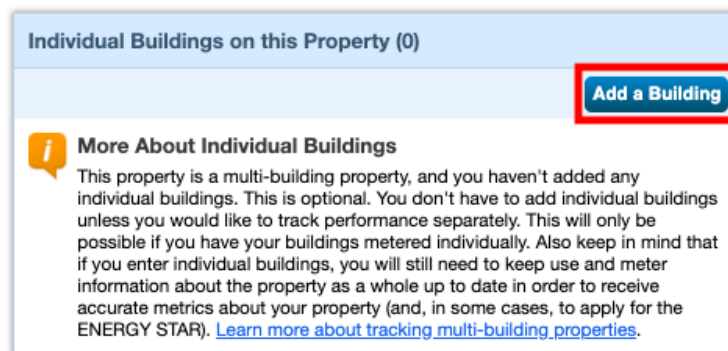 Individual Buildings on this Property (0)
Add a Building
i
More About Individual Buildings
This property is a multi-building property, and you haven't added any
individual buildings. This is optional. You don't have to add individual buildings
unless you would like to track performance separately. This will only be
possible if you have your buildings metered individually. Also keep in mind that
if you enter individual buildings, you will still need to keep use and meter
information about the property as a whole up to date in order to receive
accurate metrics about your property (and, in some cases, to apply for the
ENERGY STAR). Learn more about tracking multi-building properties.